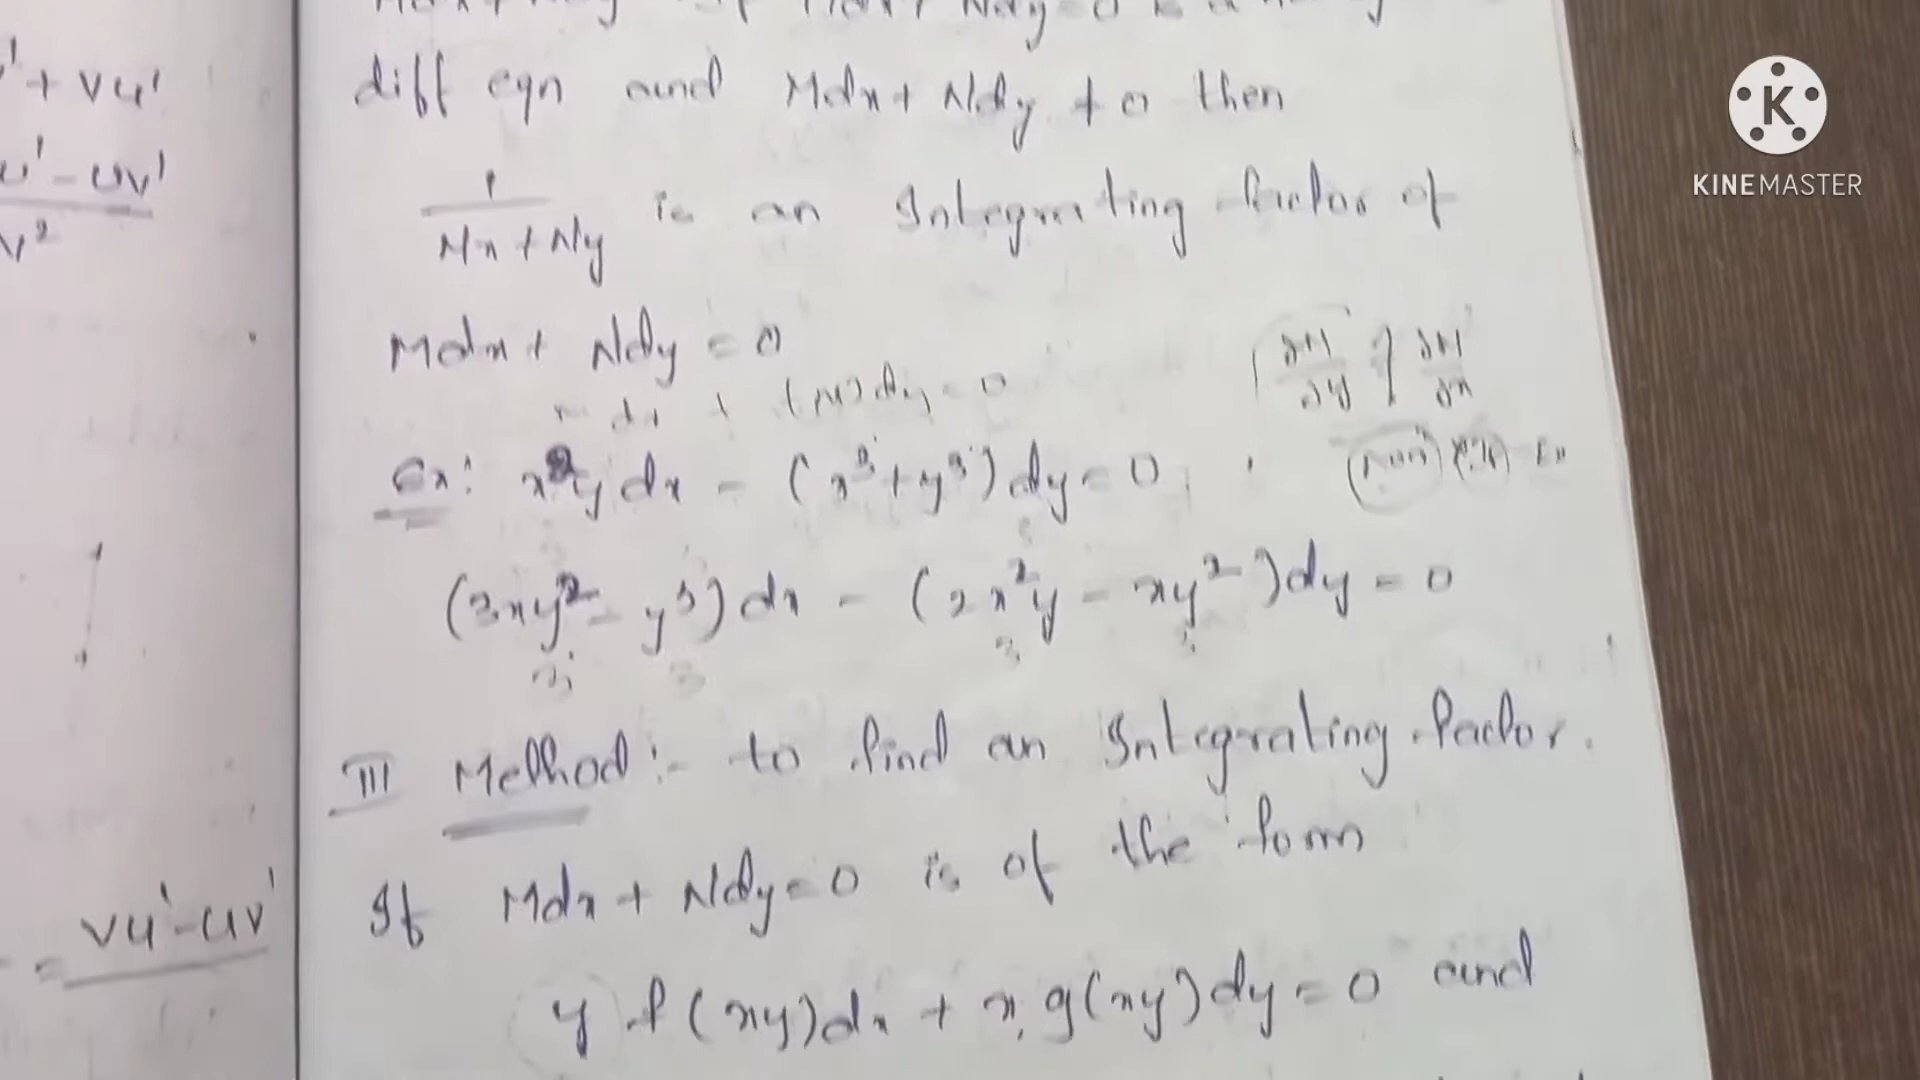 ' + vu'
u' - uv'
v²
= vu' - uv'
diff eqn and Mdx + Ndy ≠ 0 then
1
Mx + Ny is an Integrating factor of
Mdx + Ndy = 0
∂M/∂y ≠ ∂N/∂x
Ex: x²y dx - (x³+y³) dy = 0
(3xy² - y³) dx - (2x²y - xy²) dy = 0
III Method :- to find an Integrating factor.
If Mdx + Ndy = 0 is of the form
y f(xy) dx + x g(xy) dy = 0 and
KINEMASTER